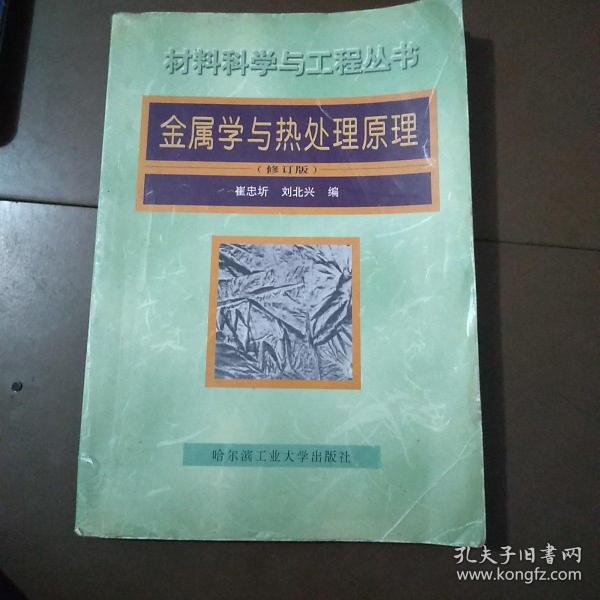 材料科学与工程丛书
金属学与热处理原理
（修订版）
崔忠圻 刘北兴 编
哈尔滨工业大学出版社
孔夫子旧书网
www.kongfz.com